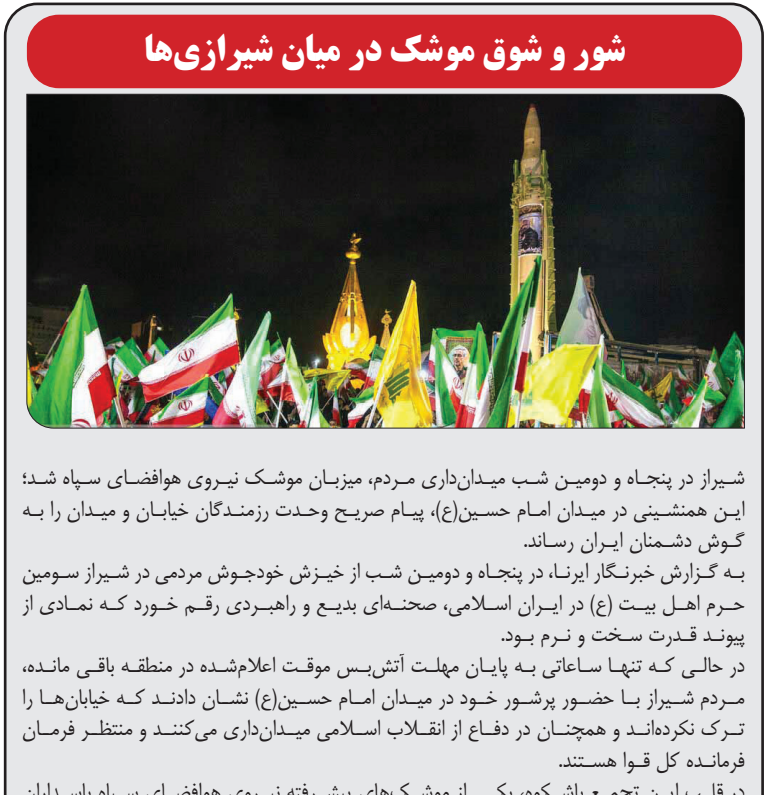 شور و شوق موشک در میان شیرازی‌ها
شیراز در پنجاه و دومین شب میدان‌داری مردم، میزبان موشک نیروی هوافضای سپاه شد؛
این همنشینی در میدان امام حسین(ع)، پیام صریح وحدت رزمندگان خیابان و میدان را به
گوش دشمنان ایران رساند.
به گزارش خبرنگار ایرنا، در پنجاه و دومین شب از خیزش خودجوش مردمی در شیراز سومین
حرم اهل بیت (ع) در ایران اسلامی، صحنه‌ای بدیع و راهبردی رقم خورد که نمادی از
پیوند قدرت سخت و نرم بود.
در حالی که تنها ساعاتی به پایان مهلت آتش‌بس موقت اعلام‌شده در منطقه باقی مانده،
مردم شیراز با حضور پرشور خود در میدان امام حسین(ع) نشان دادند که خیابان‌ها را
ترک نکرده‌اند و همچنان در دفاع از انقلاب اسلامی میدان‌داری می‌کنند و منتظر فرمان
فرمانده کل قوا هستند.